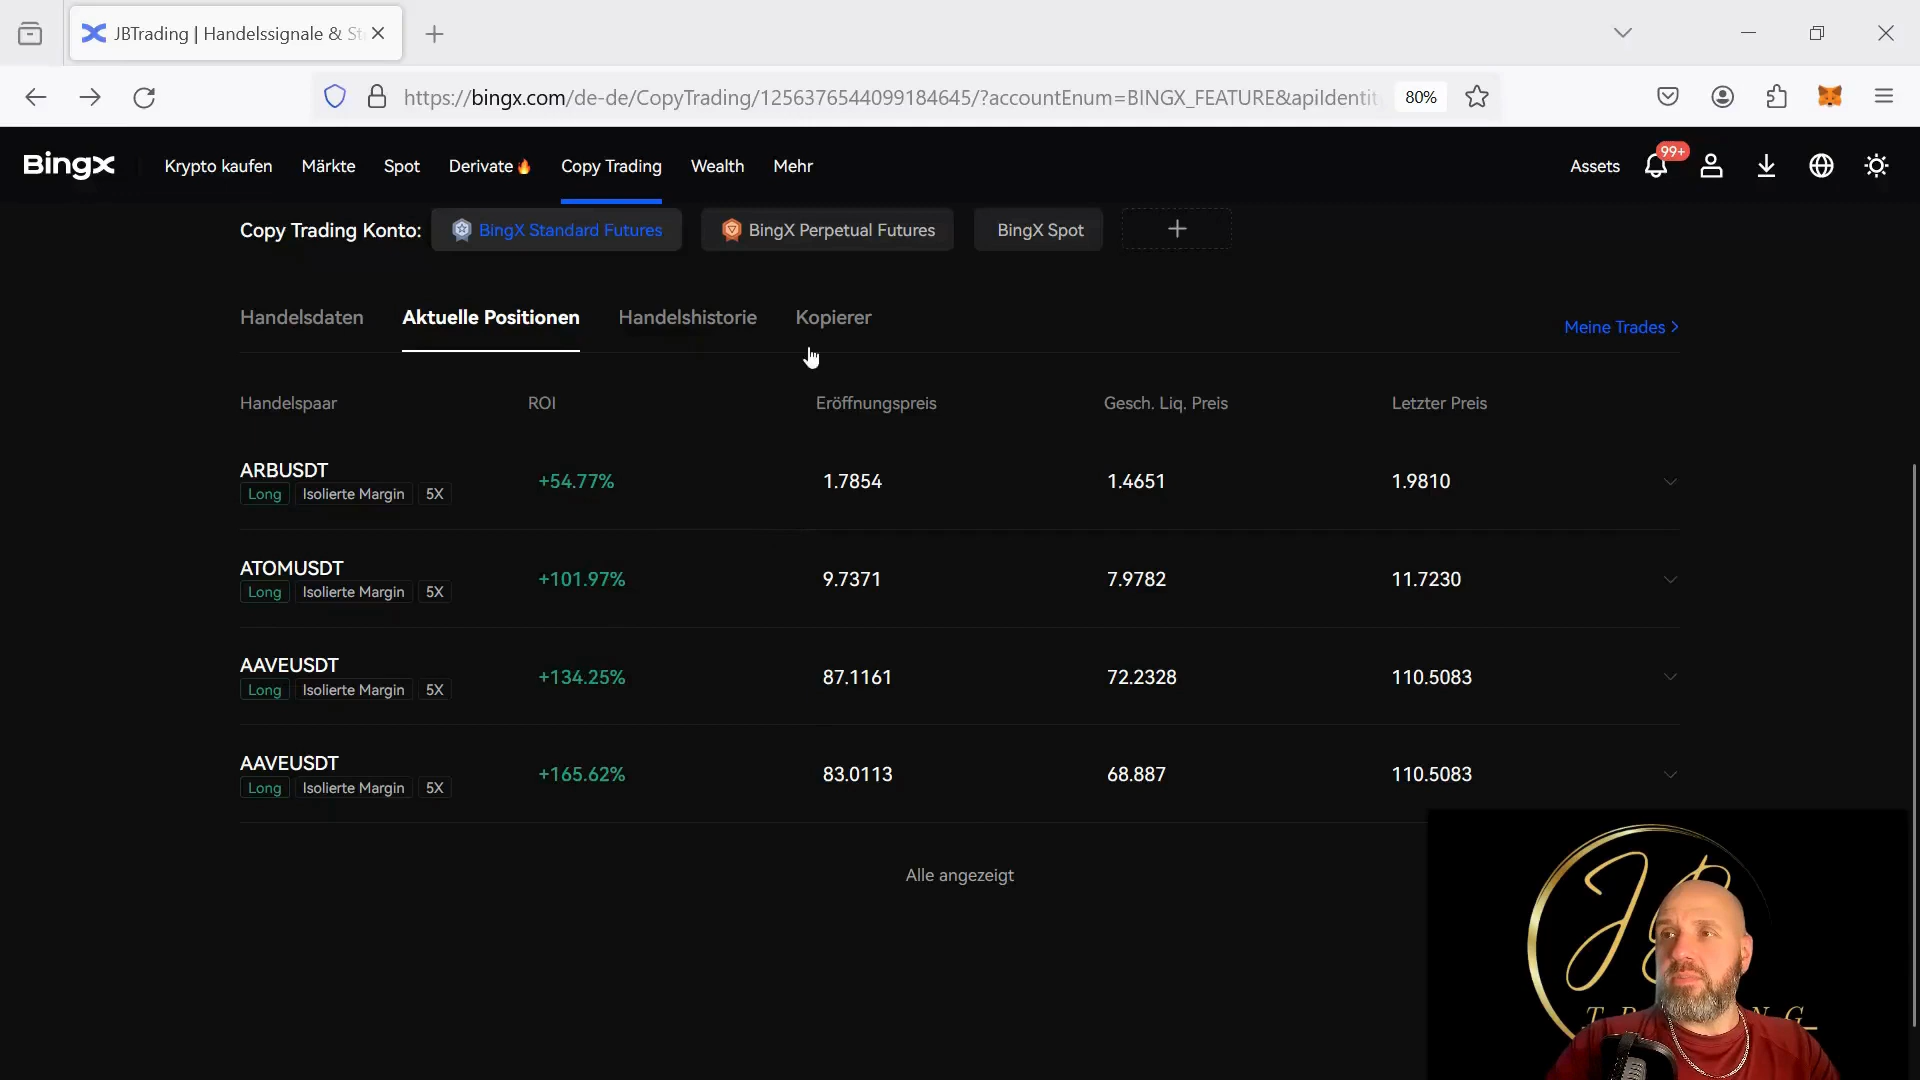 JBTrading | Handelssignale & St
https://bingx.com/de-de/CopyTrading/1256376544099184645/?accountEnum=BINGX_FEATURE&apiIdentit
80%
BingX
Krypto kaufen
Märkte
Spot
Derivate
Copy Trading
Wealth
Mehr
Assets
99+
Copy Trading Konto:
BingX Standard Futures
BingX Perpetual Futures
BingX Spot
+
Handelsdaten
Aktuelle Positionen
Handelshistorie
Kopierer
Meine Trades >
Handelspaar ROI Eröffnungspreis Gesch. Liq. Preis Letzter Preis
ARBUSDT
Long Isolierte Margin 5X
+54.77% 1.7854 1.4651 1.9810
ATOMUSDT
Long Isolierte Margin 5X
+101.97% 9.7371 7.9782 11.7230
AAVEUSDT
Long Isolierte Margin 5X
+134.25% 87.1161 72.2328 110.5083
AAVEUSDT
Long Isolierte Margin 5X
+165.62% 83.0113 68.887 110.5083
Alle angezeigt